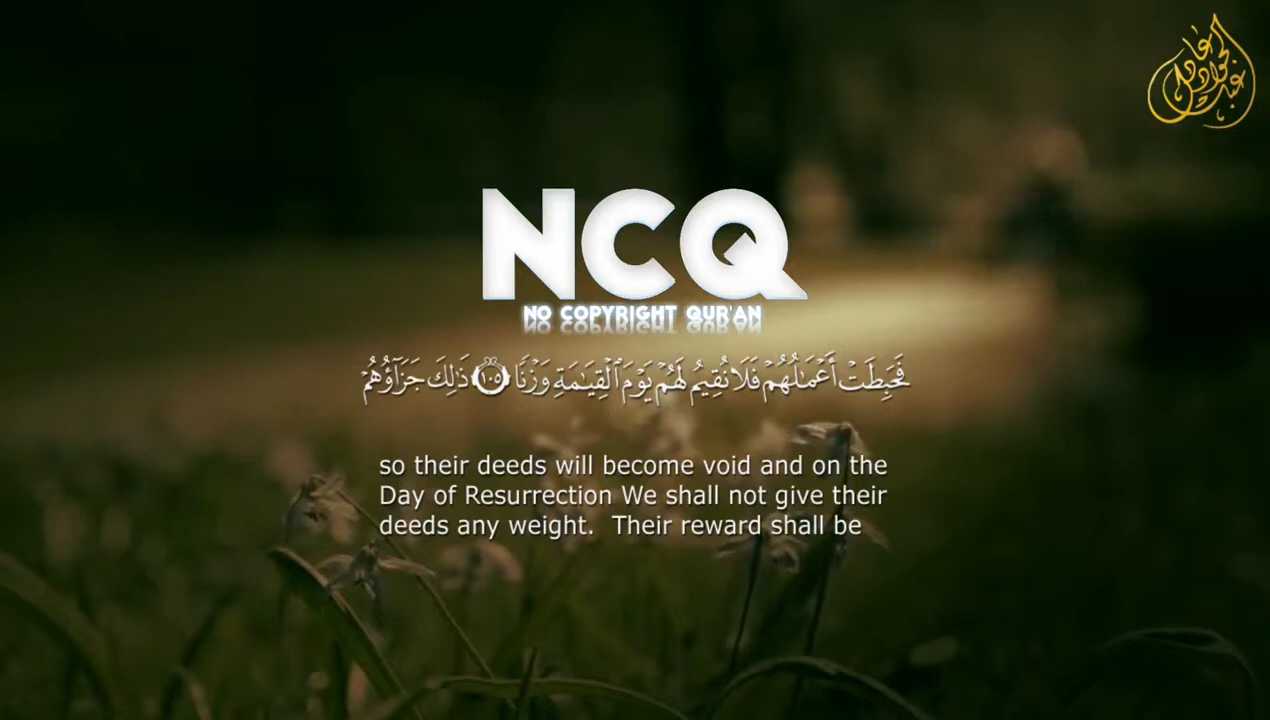 NCQ
NO COPYRIGHT QUR'AN
فَحَبِطَتْ أَعْمَٰلُهُمْ فَلَا نُقِيمُ لَهُمْ يَوْمَ ٱلْقِيَٰمَةِ وَزْنًا ١٠٥ ذَٰلِكَ جَزَآؤُهُمْ
so their deeds will become void and on the
Day of Resurrection We shall not give their
deeds any weight.  Their reward shall be